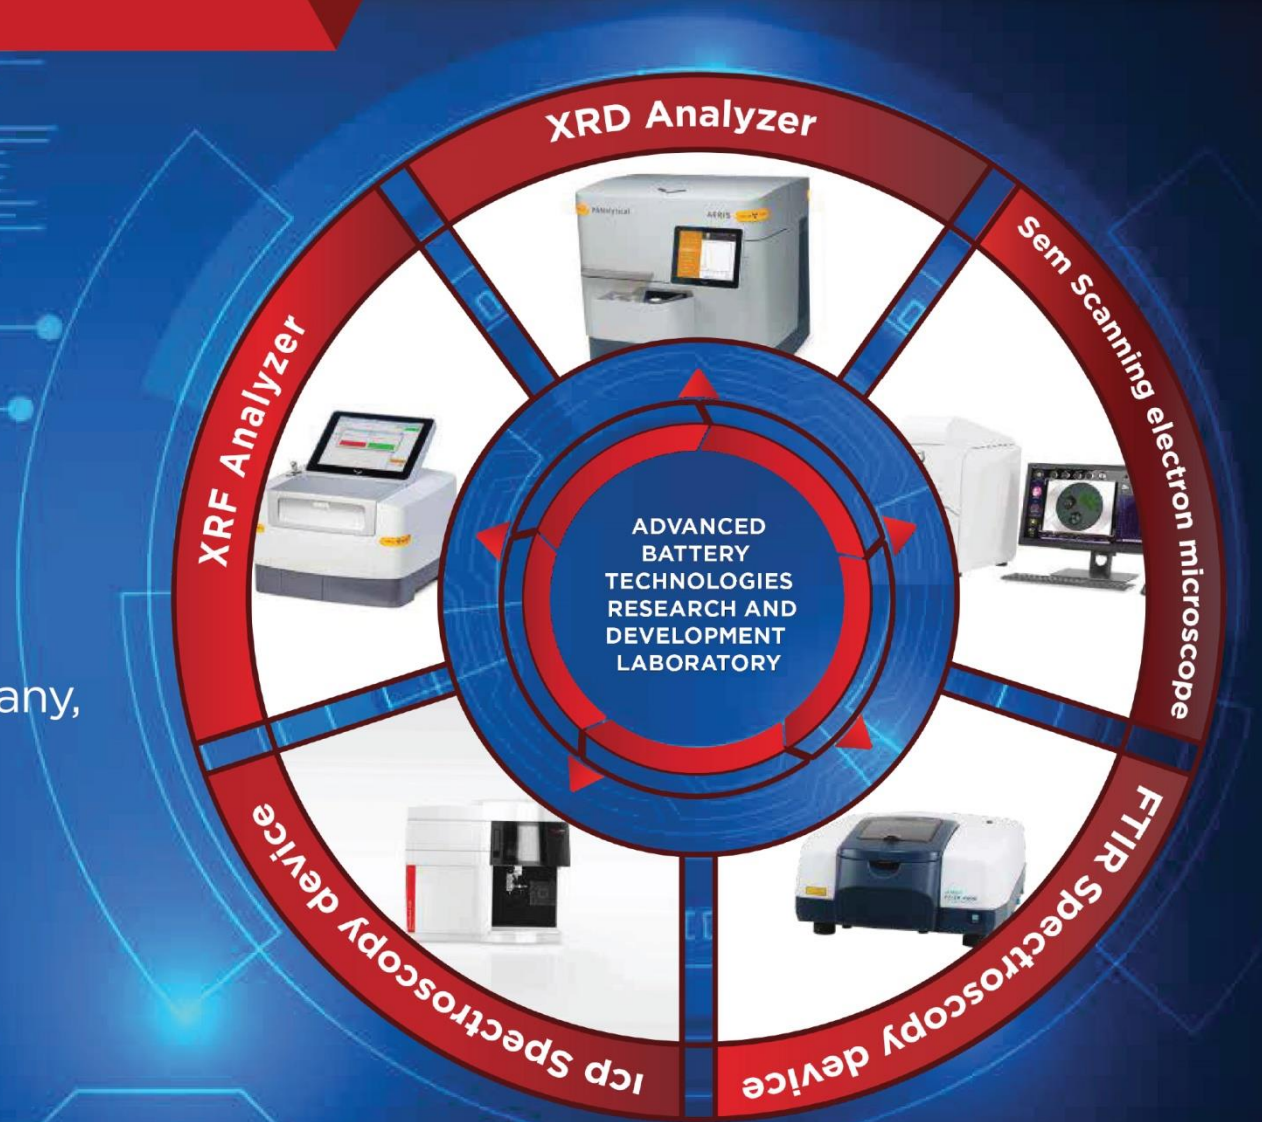 XRD Analyzer
Sem Scanning electron microscope
FTIR Spectroscopy device
Icp Spectroscopy device
XRF Analyzer
ADVANCED
BATTERY
TECHNOLOGIES
RESEARCH AND
DEVELOPMENT
LABORATORY
any,
AERIS